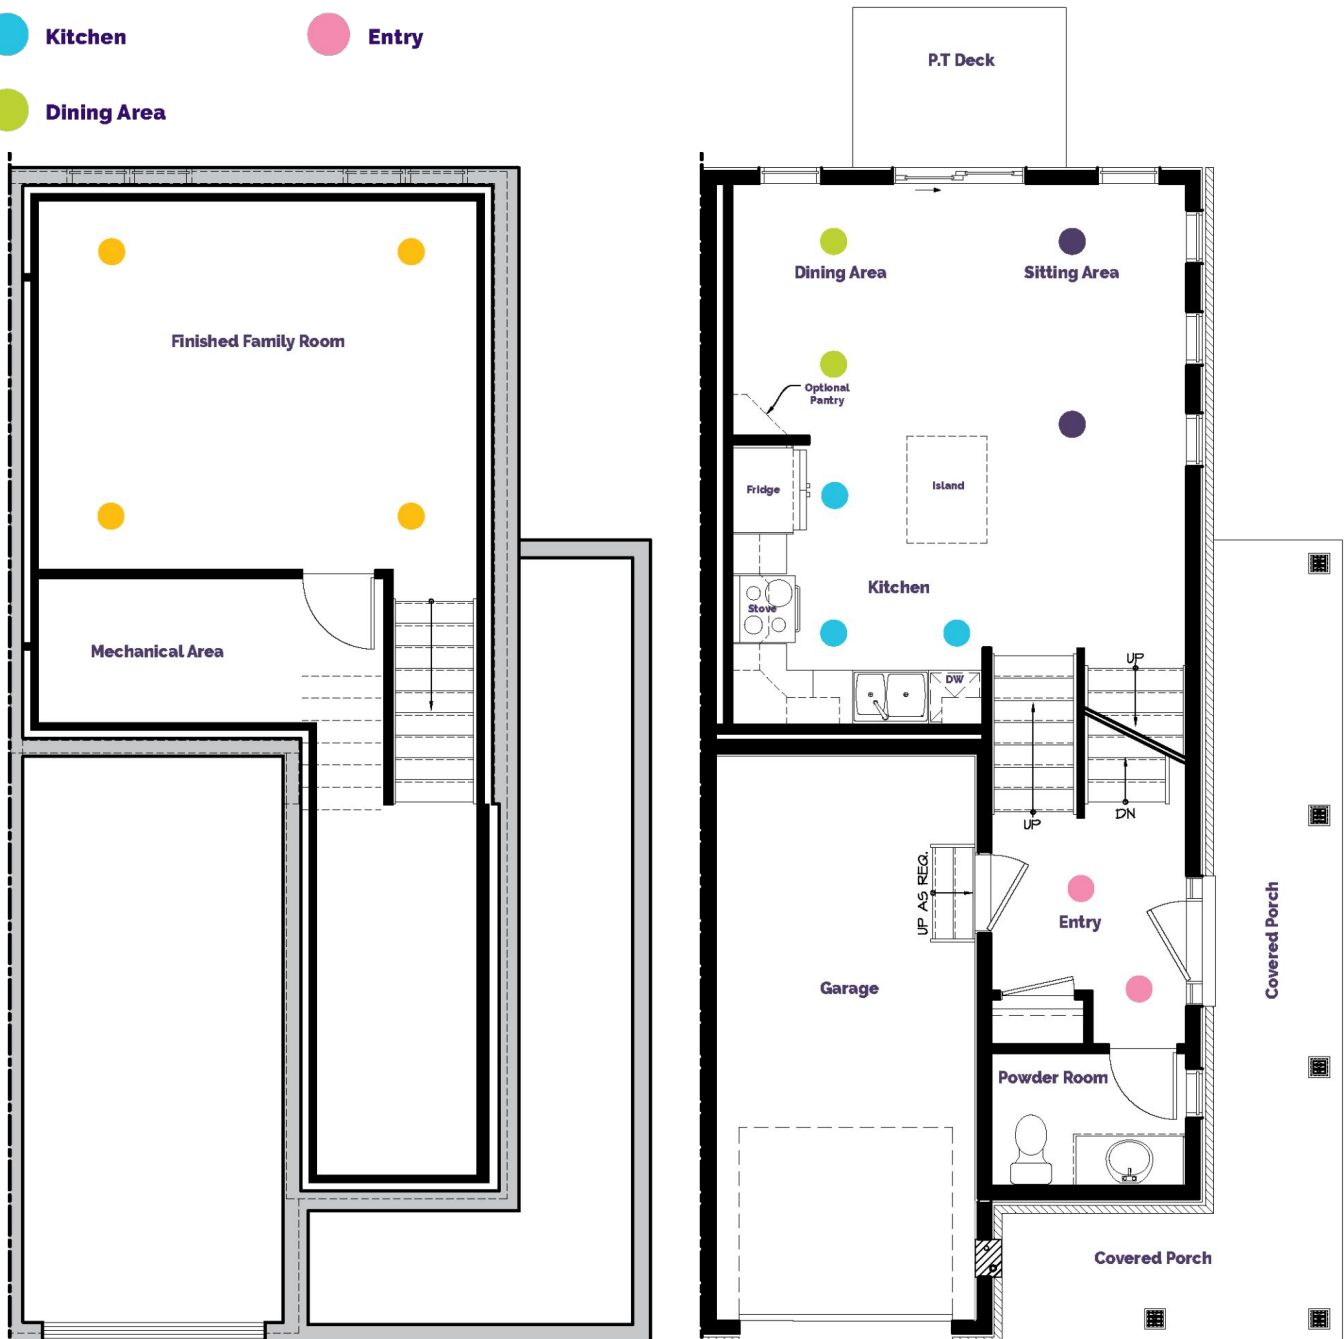 Kitchen
Entry
Dining Area
P.T Deck
Dining Area
Sitting Area
Finished Family Room
Optional
Pantry
Fridge
Island
Kitchen
Stove
Mechanical Area
UP
DW
UP
DN
UP AS REQ.
Entry
Covered Porch
Garage
Powder Room
Covered Porch